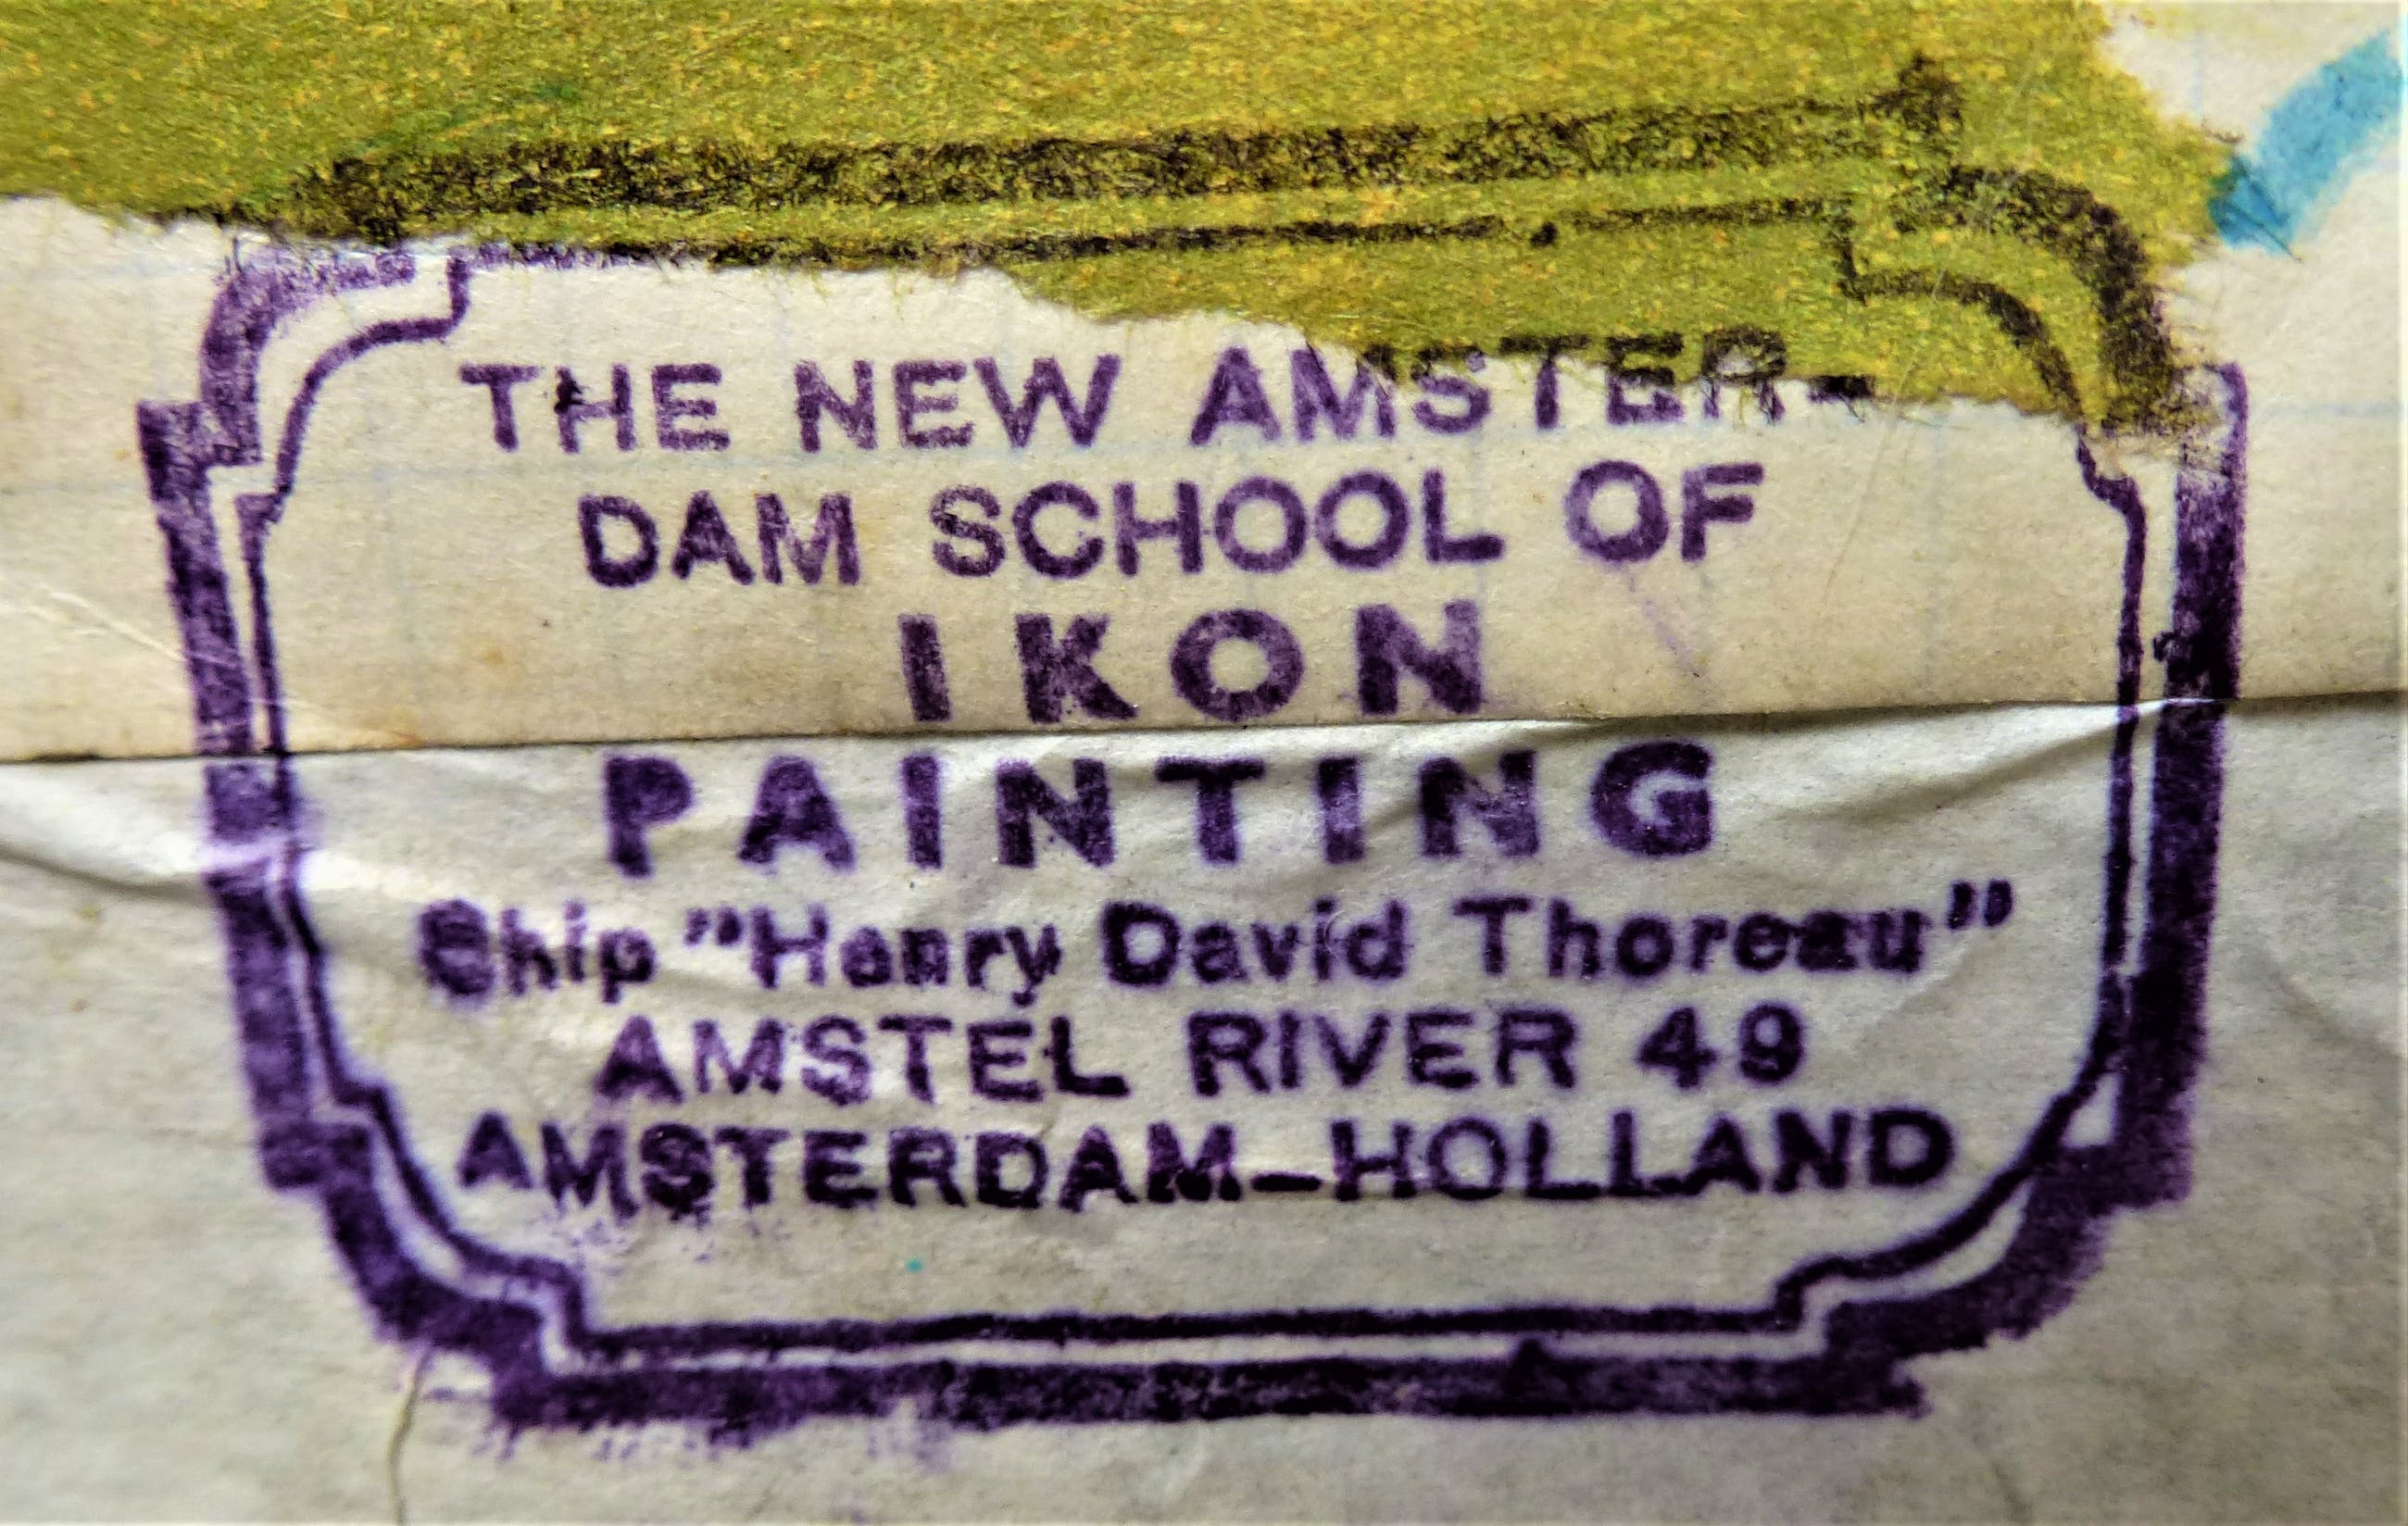 THE NEW AMSTER-
DAM SCHOOL OF
IKON
PAINTING
Ship "Henry David Thoreau"
AMSTEL RIVER 49
AMSTERDAM-HOLLAND